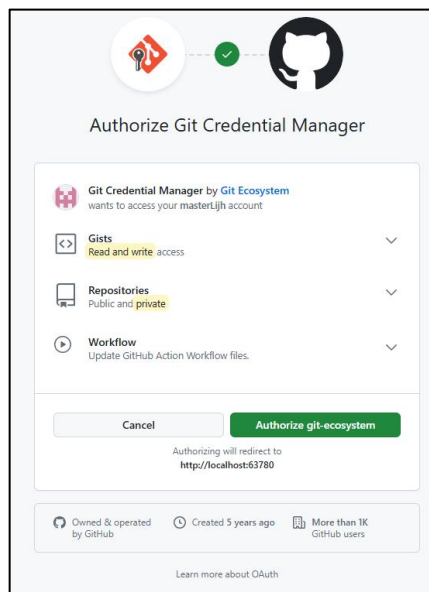 Authorize Git Credential Manager
Git Credential Manager by Git Ecosystem
wants to access your masterLijh account
Gists
Read and write access
Repositories
Public and private
Workflow
Update GitHub Action Workflow files.
Cancel
Authorize git-ecosystem
Authorizing will redirect to
http://localhost:63780
Owned & operated
by GitHub
Created 5 years ago
More than 1K
GitHub users
Learn more about OAuth